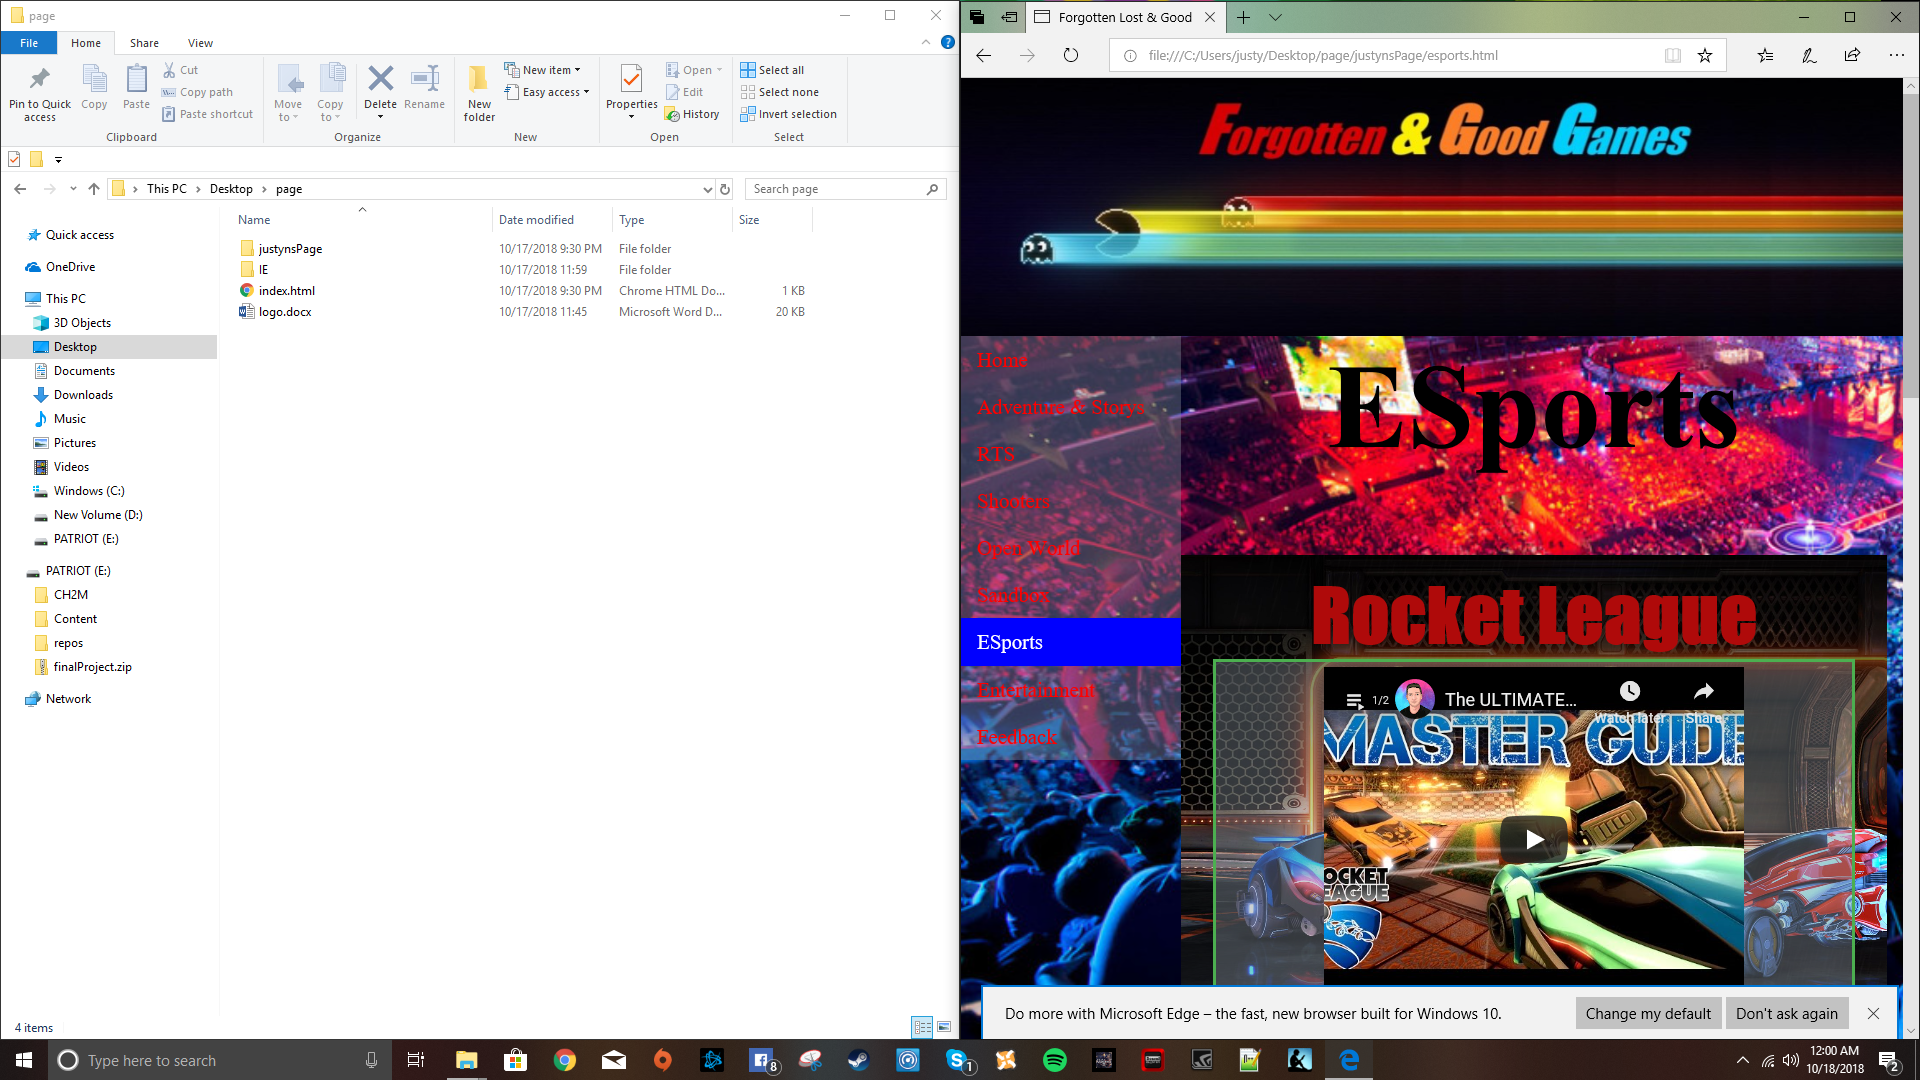 page
File Home Share View
Pin to Quick access
Copy
Paste
Cut
Copy path
Paste shortcut
Clipboard
Move to
Copy to
Delete
Rename
Organize
New folder
New item
Easy access
New
Properties
Open
Edit
History
Open
Select all
Select none
Invert selection
Select
This PC > Desktop > page
Search page
Name Date modified Type Size
justynsPage 10/17/2018 9:30 PM File folder
IE 10/17/2018 11:59 File folder
index.html 10/17/2018 9:30 PM Chrome HTML Do... 1 KB
logo.docx 10/17/2018 11:45 Microsoft Word D... 20 KB
Quick access
OneDrive
This PC
3D Objects
Desktop
Documents
Downloads
Music
Pictures
Videos
Windows (C:)
New Volume (D:)
PATRIOT (E:)
PATRIOT (E:)
CH2M
Content
repos
finalProject.zip
Network
4 items
Forgotten Lost & Good
file:///C:/Users/justy/Desktop/page/justynsPage/esports.html
Forgotten & Good Games
Home
Adventure & Storys
RTS
Shooters
Open World
Sandbox
ESports
Entertainment
Feedback
ESports
Rocket League
1/2 The ULTIMATE...
Watch later Share
MASTER GUIDE
ROCKET
LEAGUE
Do more with Microsoft Edge – the fast, new browser built for Windows 10.
Change my default
Don't ask again
Type here to search
8
1
12:00 AM
10/18/2018
2